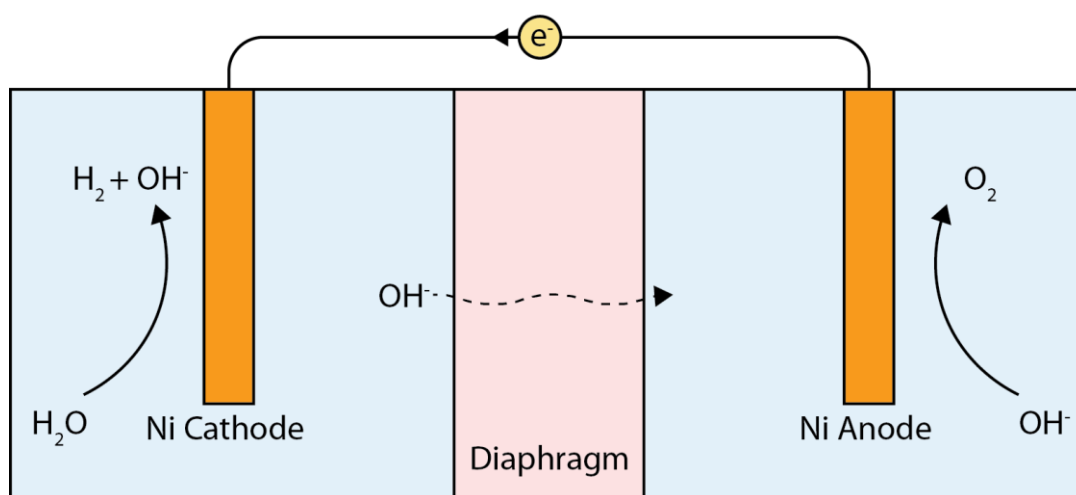 e⁻
H₂ + OH⁻
O₂
OH⁻
H₂O
Ni Cathode
Diaphragm
Ni Anode
OH⁻